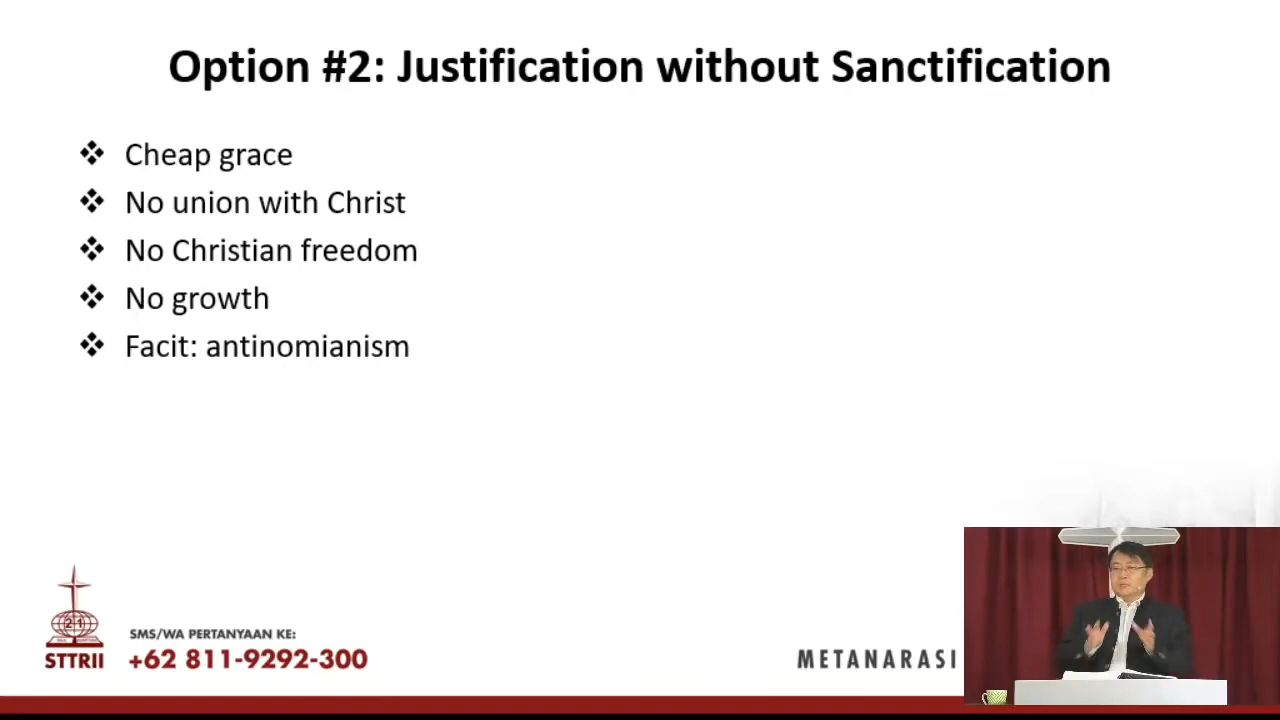 Option #2: Justification without Sanctification
❖ Cheap grace
❖ No union with Christ
❖ No Christian freedom
❖ No growth
❖ Facit: antinomianism
21
STTRII
SMS/WA PERTANYAAN KE:
+62 811-9292-300
METANARASI